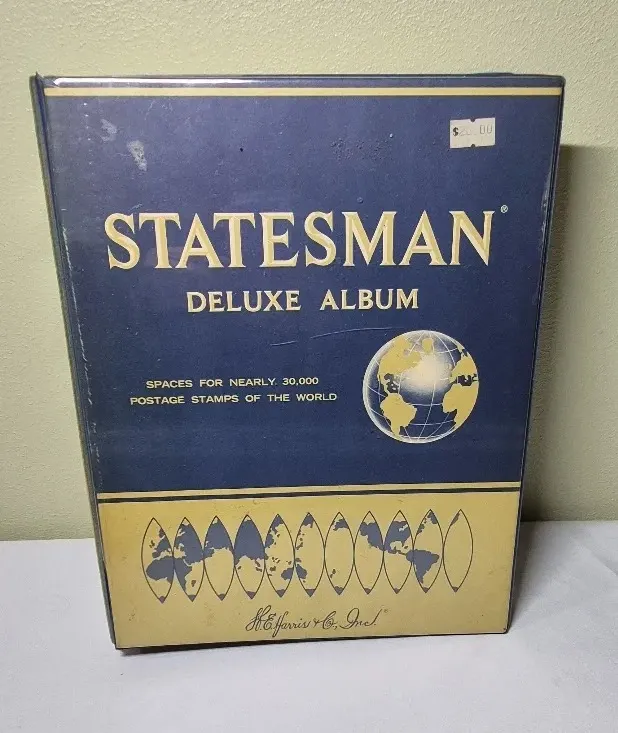 STATESMAN®
DELUXE ALBUM
SPACES FOR NEARLY 30,000
POSTAGE STAMPS OF THE WORLD
H.E. Harris & Co., Inc.®